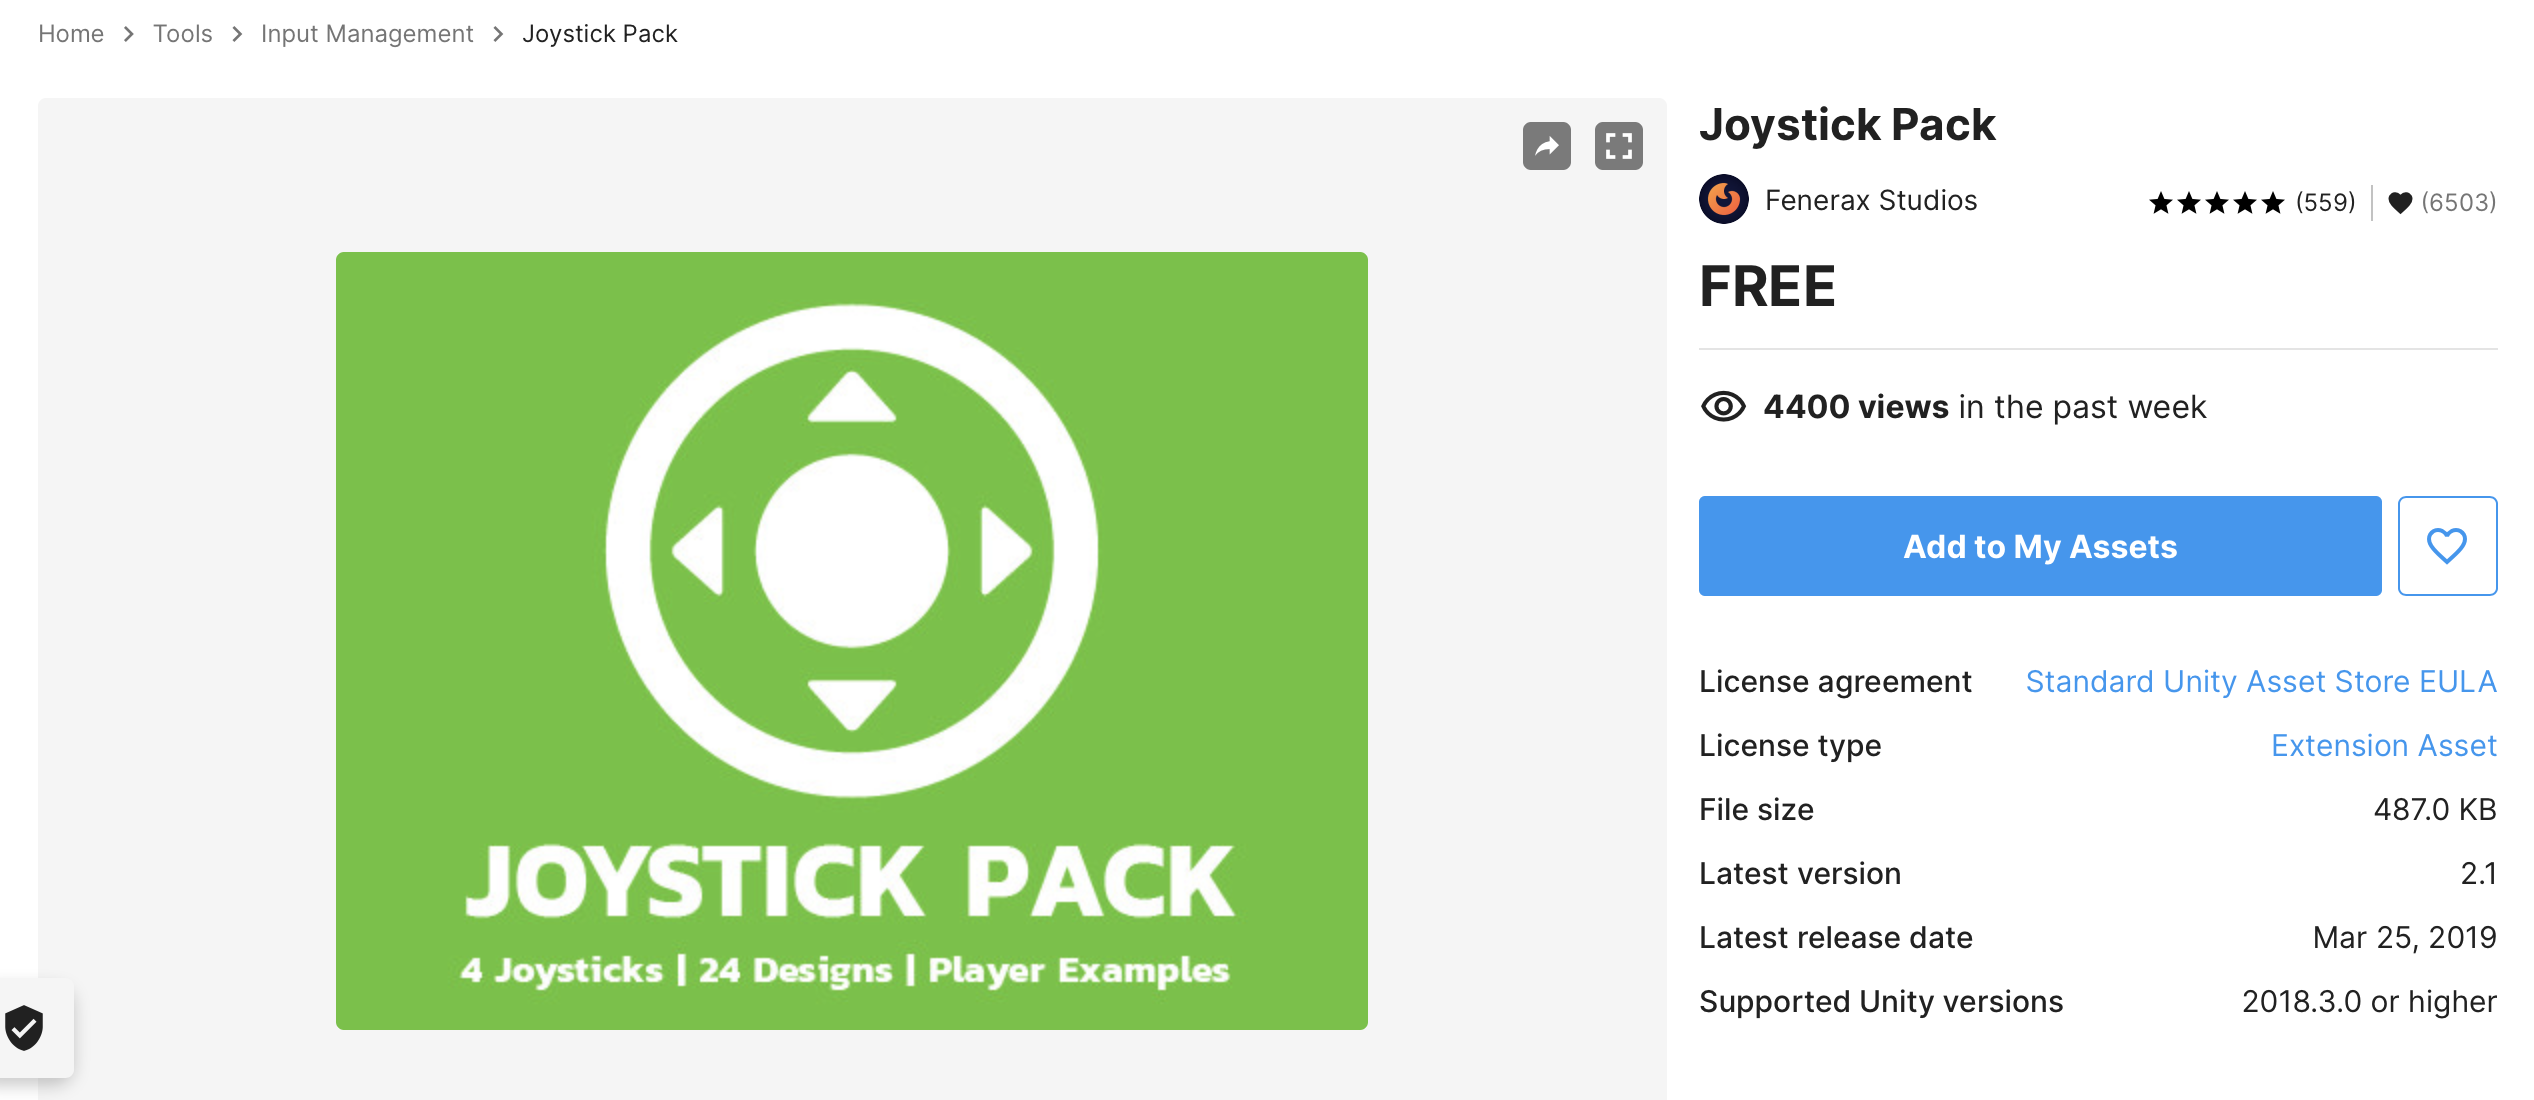 Home > Tools > Input Management > Joystick Pack
JOYSTICK PACK
4 Joysticks | 24 Designs | Player Examples
Joystick Pack
Fenerax Studios ★★★★★ (559) | ♥ (6503)
FREE
4400 views in the past week
Add to My Assets
License agreement Standard Unity Asset Store EULA
License type Extension Asset
File size 487.0 KB
Latest version 2.1
Latest release date Mar 25, 2019
Supported Unity versions 2018.3.0 or higher